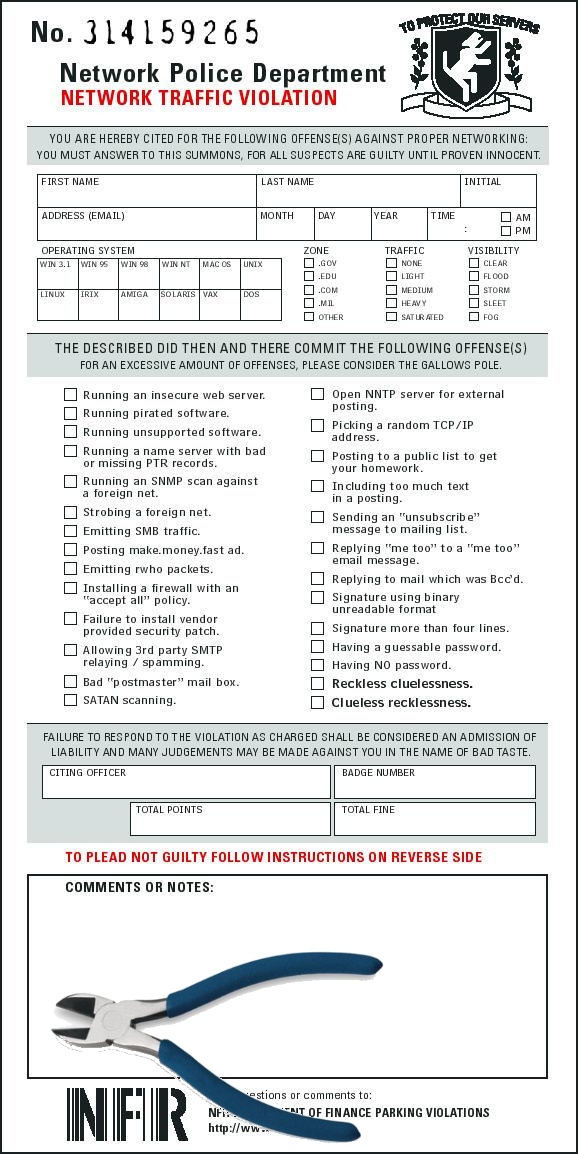 No. 314159265
TO PROTECT OUR SERVERS
Network Police Department
NETWORK TRAFFIC VIOLATION
YOU ARE HEREBY CITED FOR THE FOLLOWING OFFENSE(S) AGAINST PROPER NETWORKING:
YOU MUST ANSWER TO THIS SUMMONS, FOR ALL SUSPECTS ARE GUILTY UNTIL PROVEN INNOCENT.
FIRST NAME LAST NAME INITIAL
ADDRESS (EMAIL) MONTH DAY YEAR TIME : AM
PM
OPERATING SYSTEM
WIN 3.1 WIN 95 WIN 98 WIN NT MAC OS UNIX
LINUX IRIX AMIGA SOLARIS VAX DOS
ZONE
.GOV
.EDU
.COM
.MIL
OTHER
TRAFFIC
NONE
LIGHT
MEDIUM
HEAVY
SATURATED
VISIBILITY
CLEAR
FLOOD
STORM
SLEET
FOG
THE DESCRIBED DID THEN AND THERE COMMIT THE FOLLOWING OFFENSE(S)
FOR AN EXCESSIVE AMOUNT OF OFFENSES, PLEASE CONSIDER THE GALLOWS POLE.
Running an insecure web server.
Running pirated software.
Running unsupported software.
Running a name server with bad
or missing PTR records.
Running an SNMP scan against
a foreign net.
Strobing a foreign net.
Emitting SMB traffic.
Posting make.money.fast ad.
Emitting rwho packets.
Installing a firewall with an
"accept all" policy.
Failure to install vendor
provided security patch.
Allowing 3rd party SMTP
relaying / spamming.
Bad "postmaster" mail box.
SATAN scanning.
Open NNTP server for external
posting.
Picking a random TCP/IP
address.
Posting to a public list to get
your homework.
Including too much text
in a posting.
Sending an "unsubscribe"
message to mailing list.
Replying "me too" to a "me too"
email message.
Replying to mail which was Bcc'd.
Signature using binary
unreadable format
Signature more than four lines.
Having a guessable password.
Having NO password.
Reckless cluelessness.
Clueless recklessness.
FAILURE TO RESPOND TO THE VIOLATION AS CHARGED SHALL BE CONSIDERED AN ADMISSION OF
LIABILITY AND MANY JUDGEMENTS MAY BE MADE AGAINST YOU IN THE NAME OF BAD TASTE.
CITING OFFICER BADGE NUMBER
TOTAL POINTS TOTAL FINE
TO PLEAD NOT GUILTY FOLLOW INSTRUCTIONS ON REVERSE SIDE
COMMENTS OR NOTES:
NFR
or comments to:
OF FINANCE PARKING VIOLATIONS